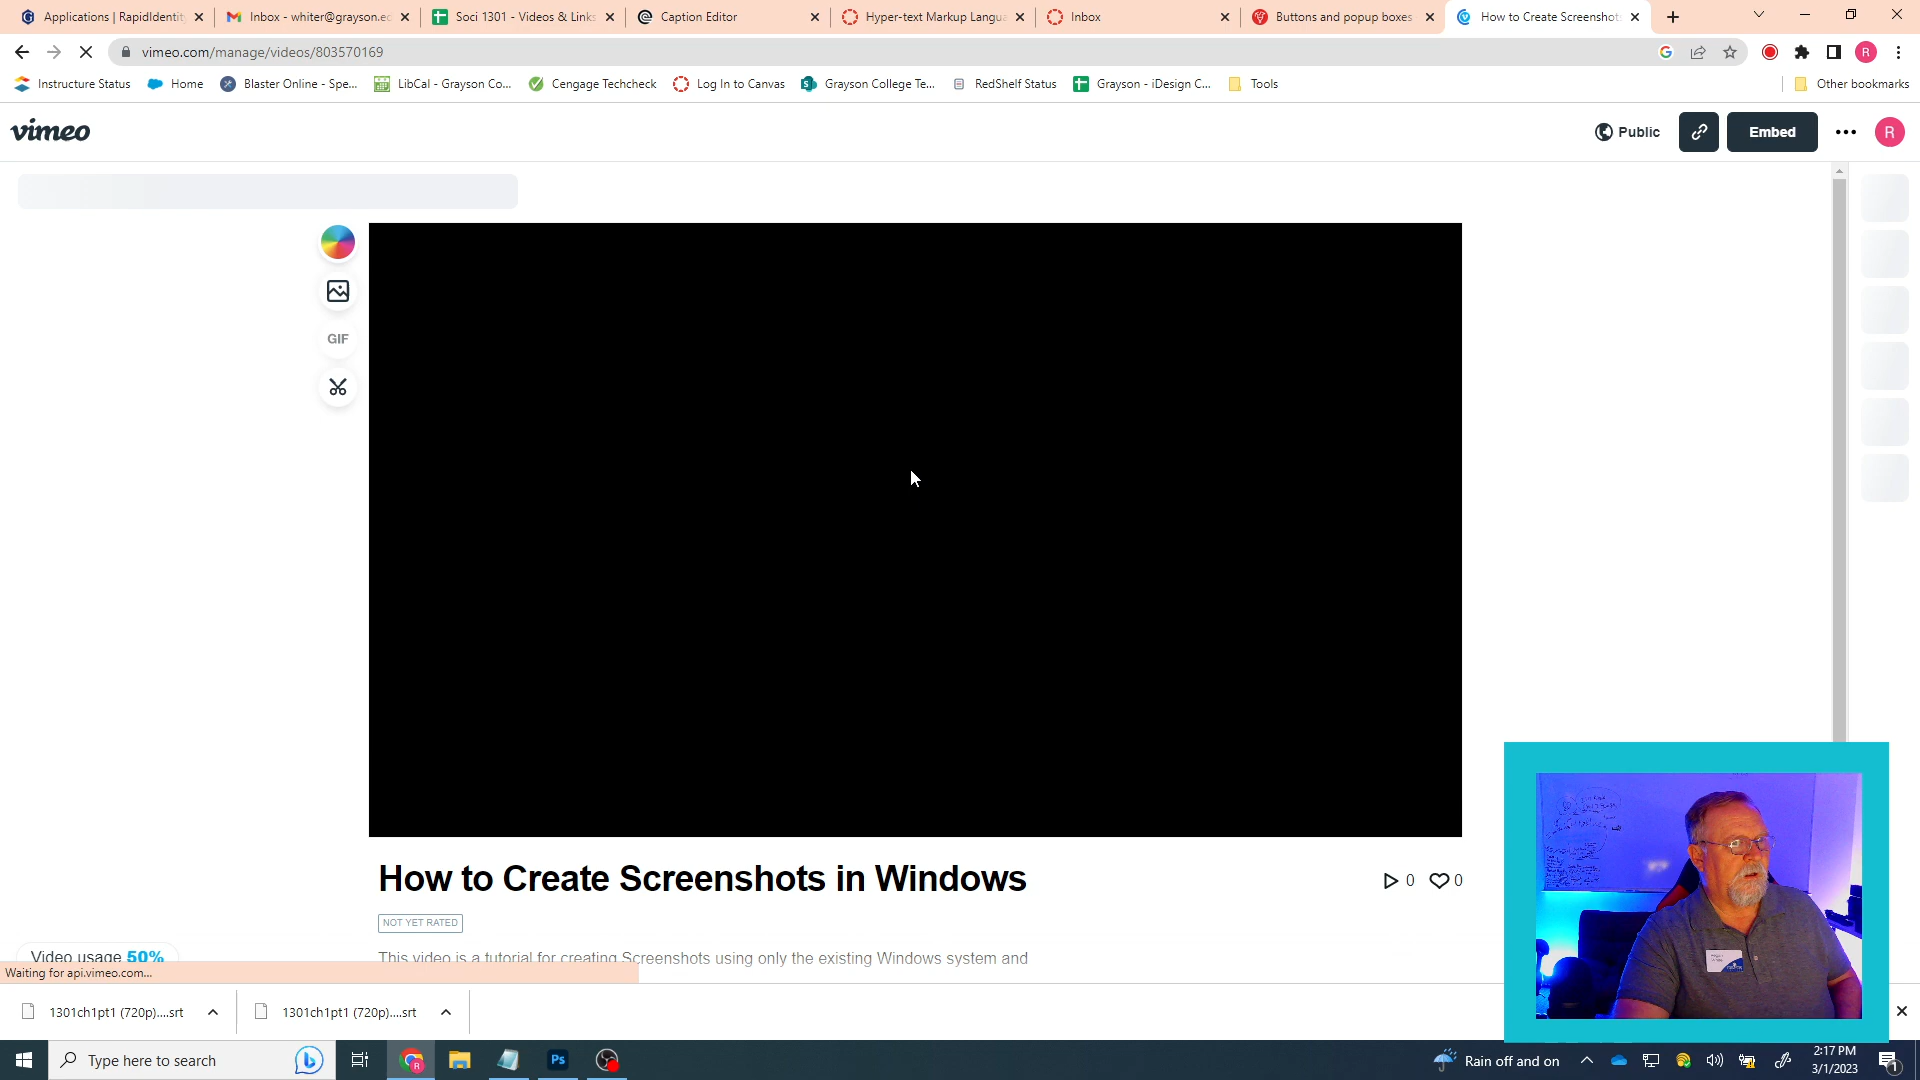 Applications | RapidIdentity
Inbox - whiter@grayson.ec
Soci 1301 - Videos & Links
Caption Editor
Hyper-text Markup Langua
Inbox
Buttons and popup boxes
How to Create Screenshots
vimeo.com/manage/videos/803570169
Instructure Status
Home
Blaster Online - Spe...
LibCal - Grayson Co...
Cengage Techcheck
Log In to Canvas
Grayson College Te...
RedShelf Status
Grayson - iDesign C...
Tools
Other bookmarks
vimeo
Public
Embed
R
GIF
How to Create Screenshots in Windows
0
0
NOT YET RATED
This video is a tutorial for creating Screenshots using only the existing Windows system and
Video usage 50%
Waiting for api.vimeo.com...
1301ch1pt1 (720p)....srt
1301ch1pt1 (720p)....srt
Type here to search
Ps
Rain off and on
2:17 PM
3/1/2023
1